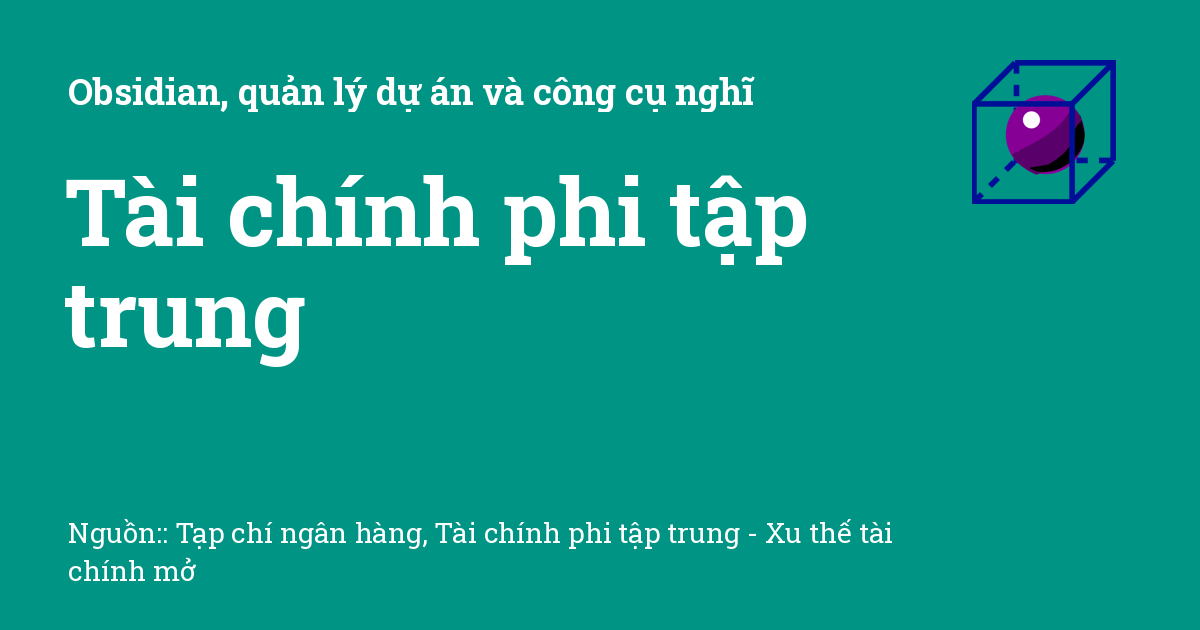 Obsidian, quản lý dự án và công cụ nghĩ
Tài chính phi tập
trung
Nguồn:: Tạp chí ngân hàng, Tài chính phi tập trung - Xu thế tài
chính mở